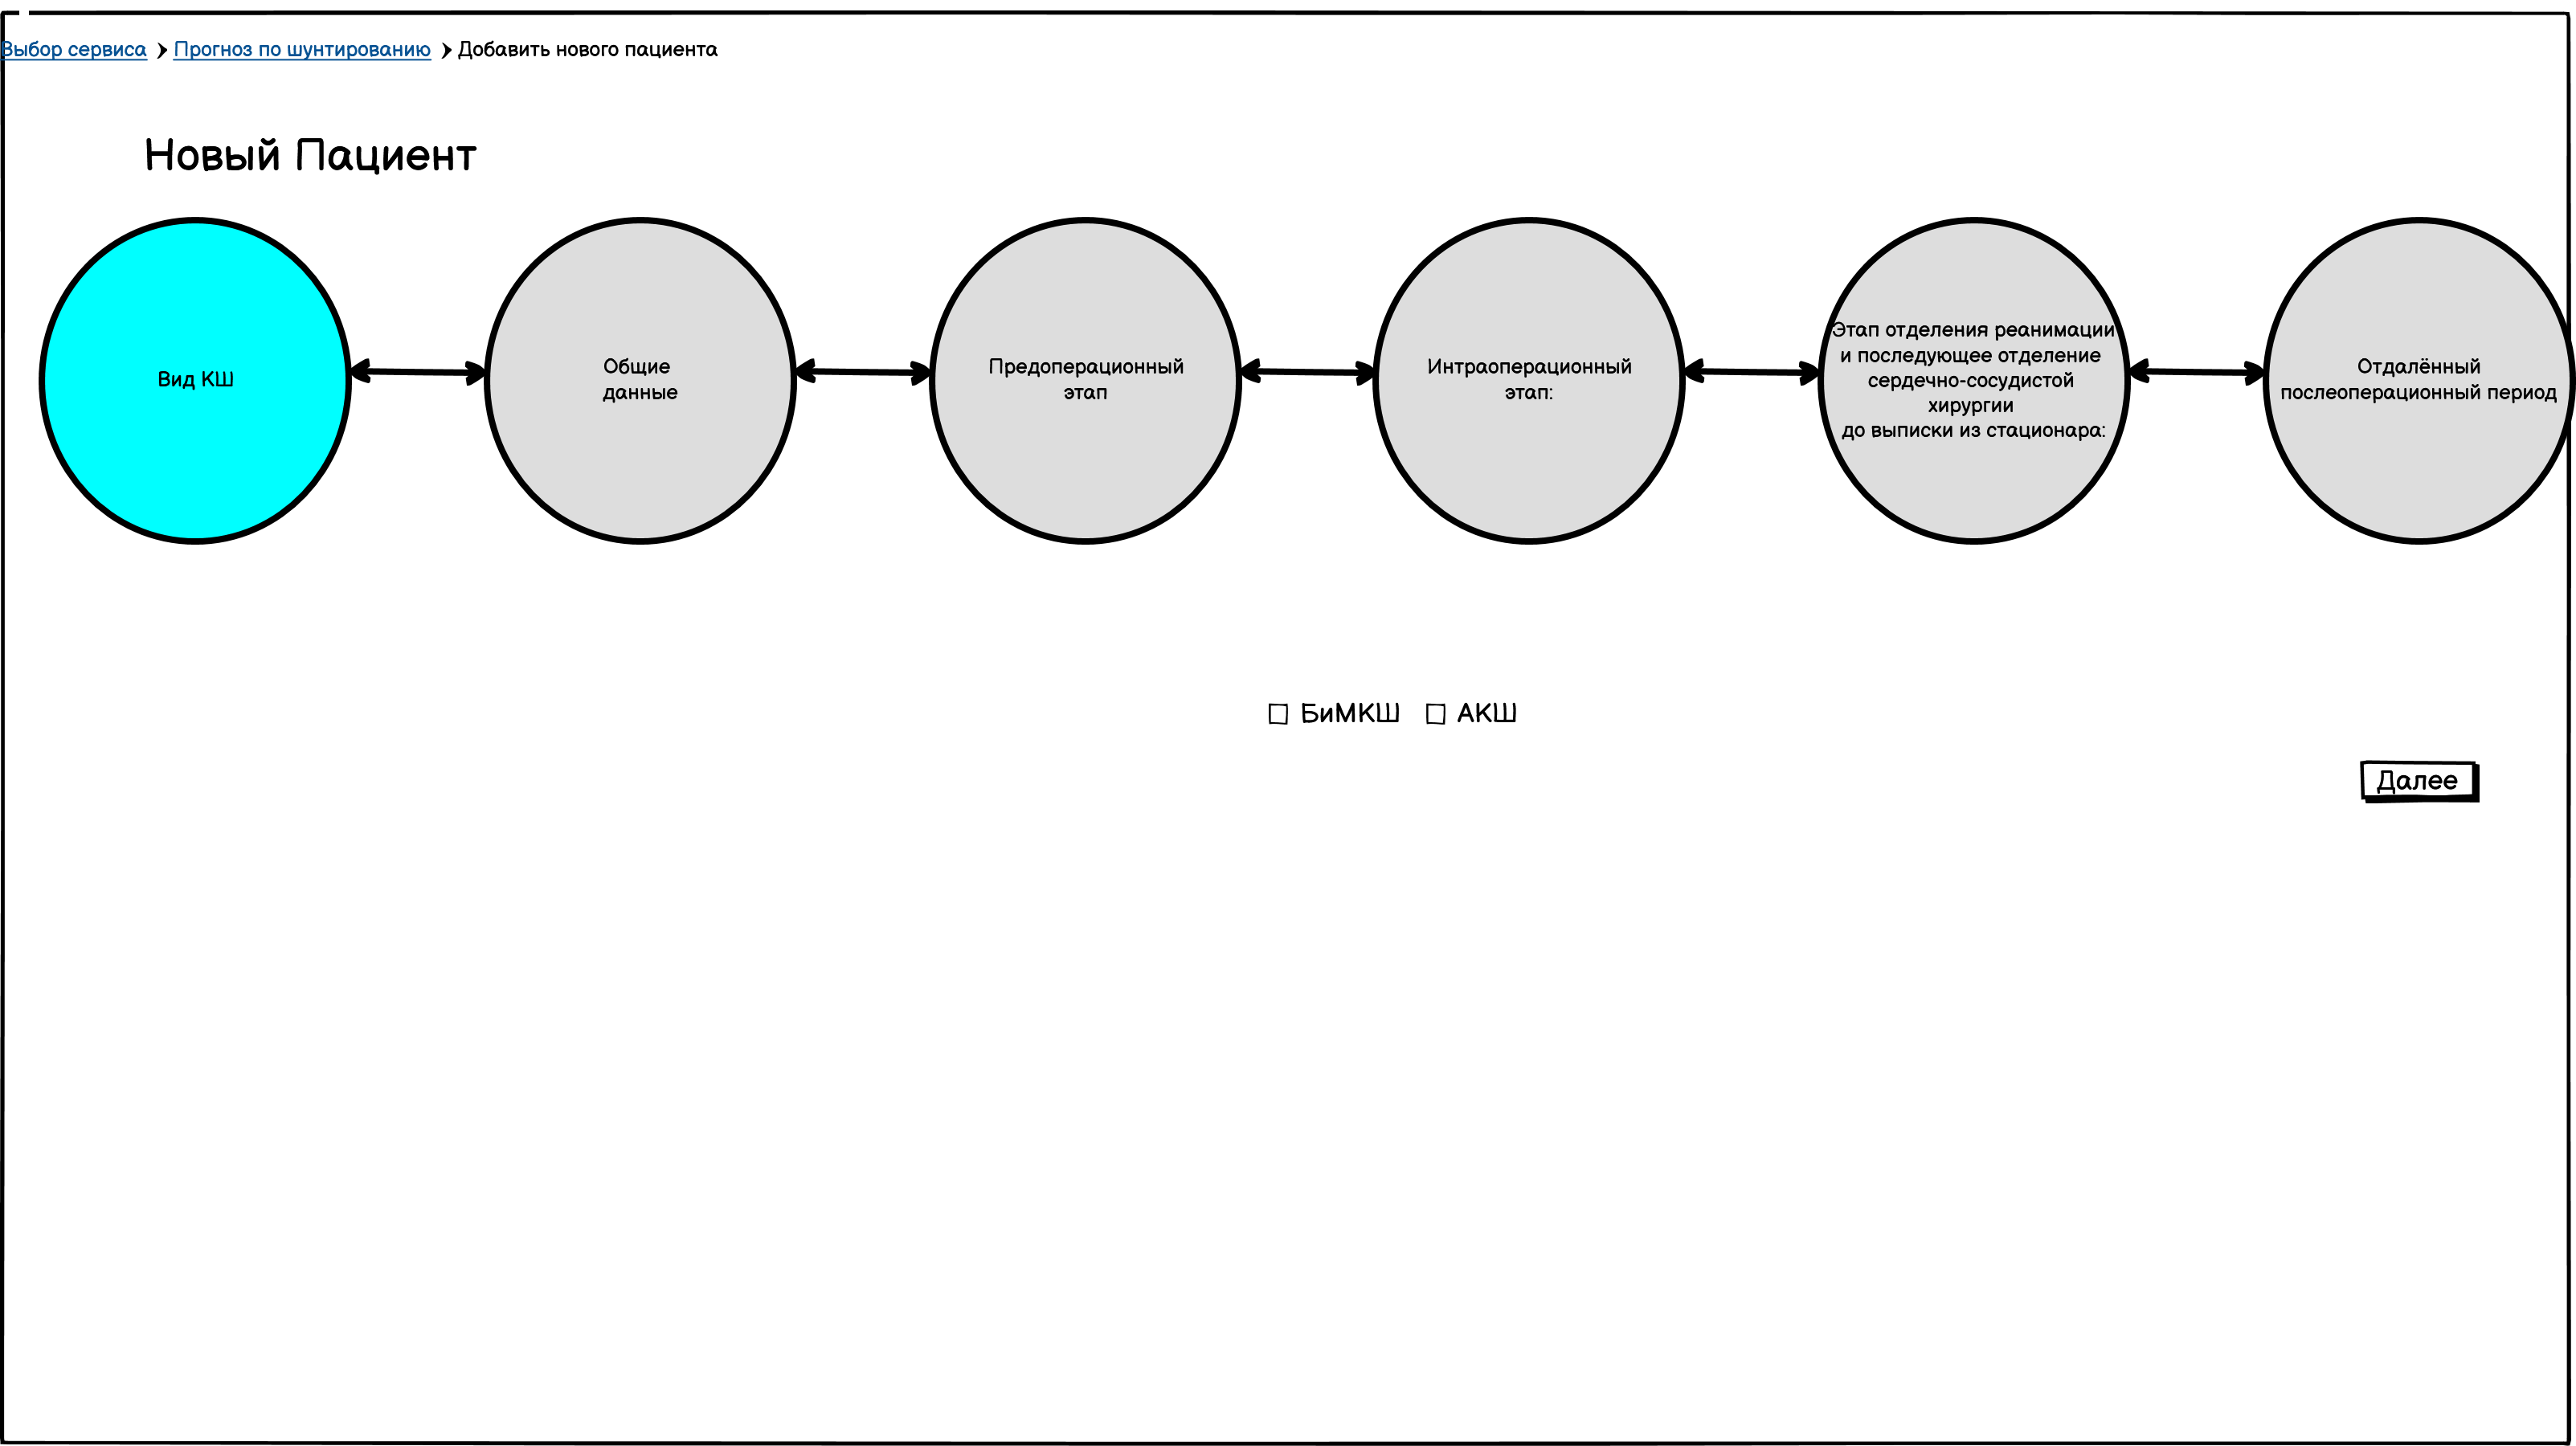 Выбор сервиса Прогноз по шунтированию Добавить нового пациента
Новый Пациент
Вид КШ
Общие
данные
Предоперационный
этап
Интраоперационный
этап:
Этап отделения реанимации
и последующее отделение
сердечно-сосудистой
хирургии
до выписки из стационара:
Отдалённый
послеоперационный период
БиМКШ АКШ
Далее